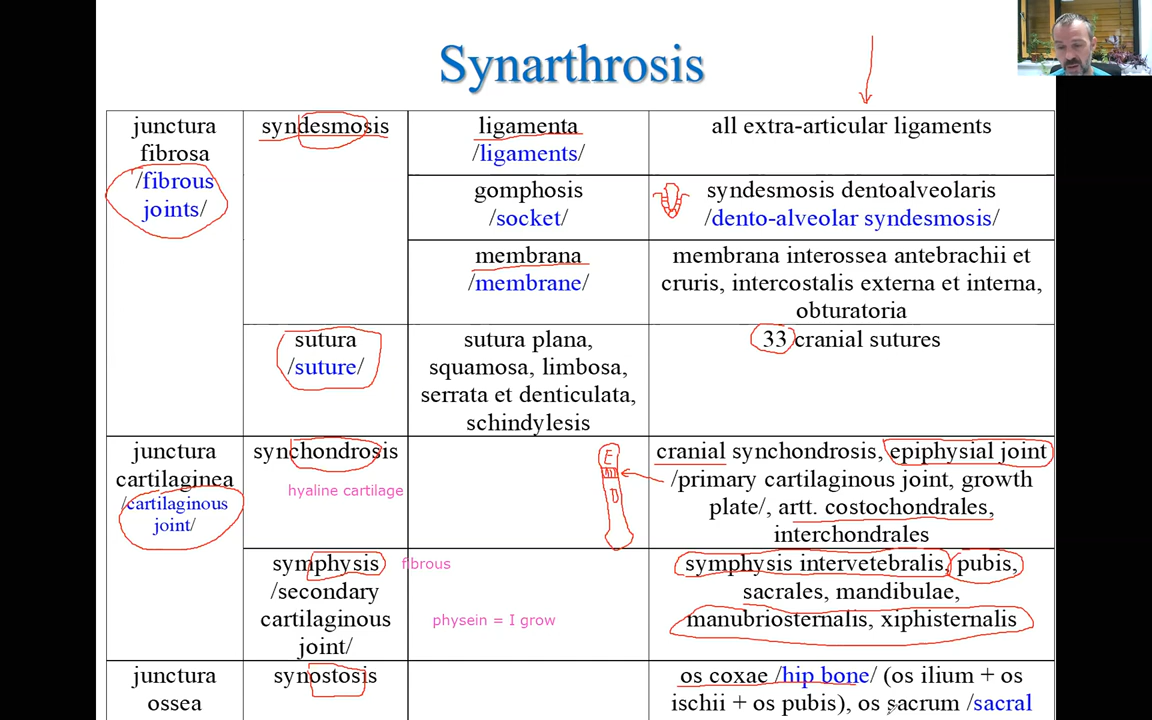 Synarthrosis
junctura
fibrosa
/fibrous
joints/
syndesmosis
ligamenta
/ligaments/
all extra-articular ligaments
gomphosis
/socket/
syndesmosis dentoalveolaris
/dento-alveolar syndesmosis/
membrana
/membrane/
membrana interossea antebrachii et
cruris, intercostalis externa et interna,
obturatoria
sutura
/suture/
sutura plana,
squamosa, limbosa,
serrata et denticulata,
schindylesis
33 cranial sutures
junctura
cartilaginea
/cartilaginous
joint/
synchondrosis
hyaline cartilage
E
D
cranial synchondrosis, epiphysial joint
/primary cartilaginous joint, growth
plate/, artt. costochondrales,
interchondrales
symphysis
/secondary
cartilaginous
joint/
fibrous
physein = I grow
symphysis intervetebralis, pubis,
sacrales, mandibulae,
manubriosternalis, xiphisternalis
junctura
ossea
synostosis
os coxae /hip bone/ (os ilium + os
ischii + os pubis), os sacrum /sacral